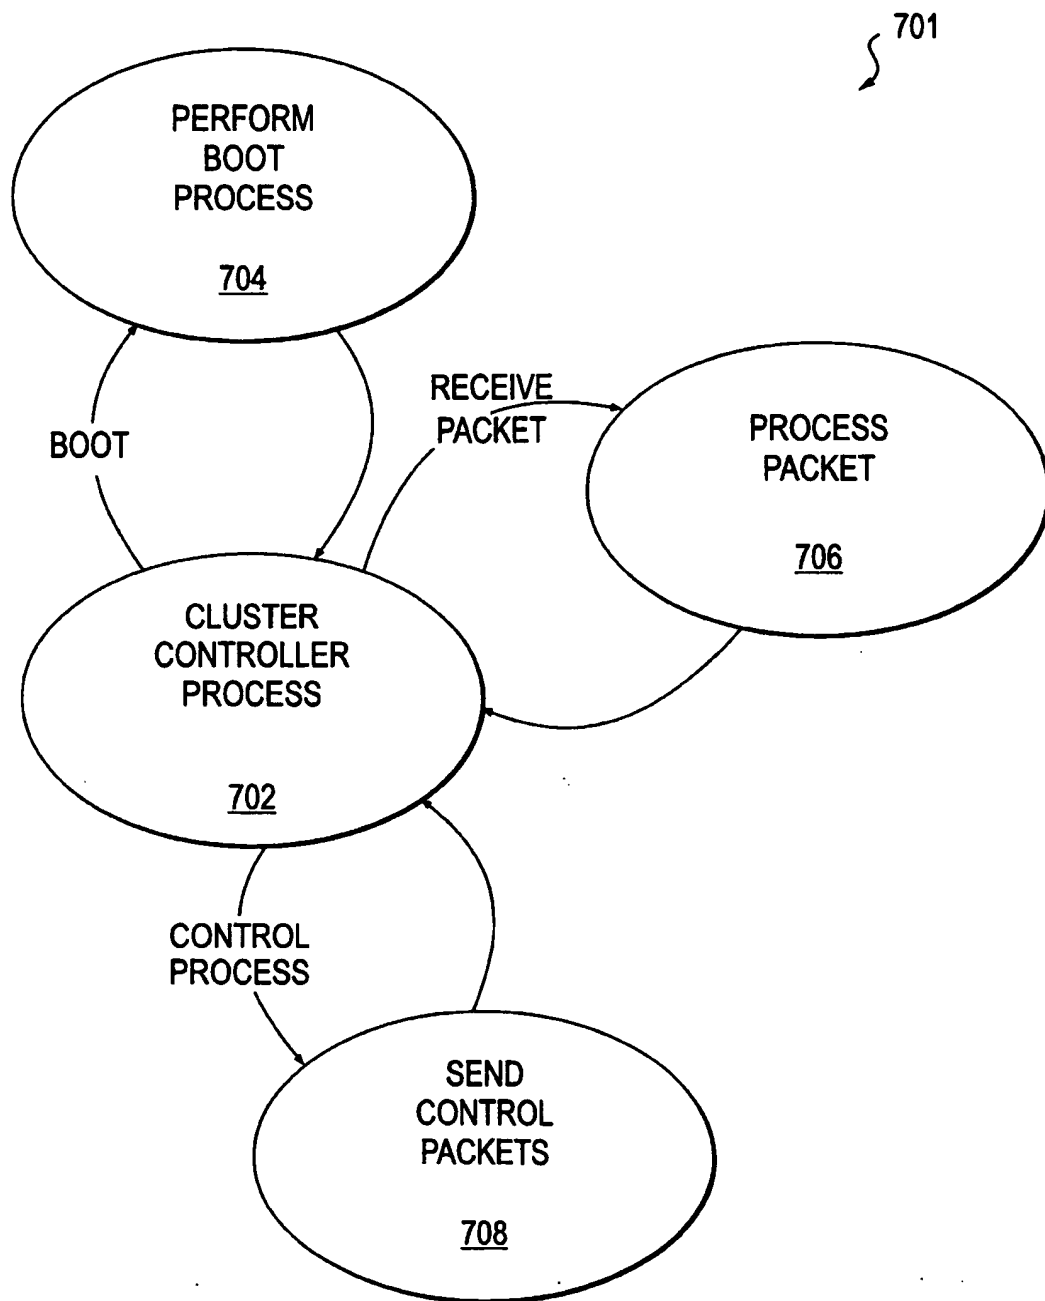 701
PERFORM
BOOT
PROCESS
704
RECEIVE
PACKET
BOOT
PROCESS
PACKET
706
CLUSTER
CONTROLLER
PROCESS
702
CONTROL
PROCESS
SEND
CONTROL
PACKETS
708